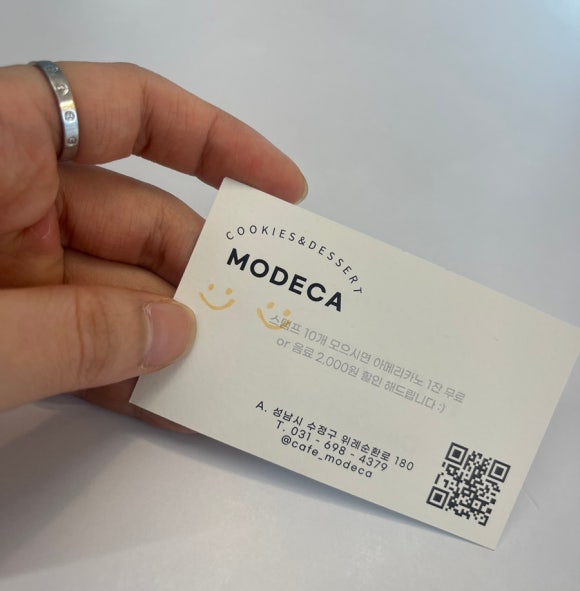 COOKIES&DESSERT
MODECA
스탬프 10개 모으시면 아메리카노 1잔 무료
or 음료 2,000원 할인 해드립니다 :)
A. 성남시 수정구 위례순환로 180
T. 031 - 698 - 4379
@cafe_modeca